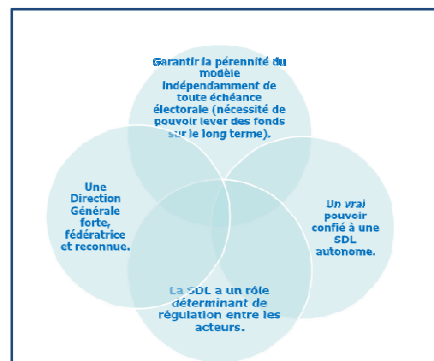 Garantir la pérennité du
modèle
indépendamment de
toute échéance
électorale (nécessité de
pouvoir lever des fonds
sur le long terme).
Une
Direction
Générale
forte,
fédératrice
et reconnue.
Un vrai
pouvoir
confié à une
SDL
autonome.
La SDL a un rôle
déterminant de
régulation entre les
acteurs.